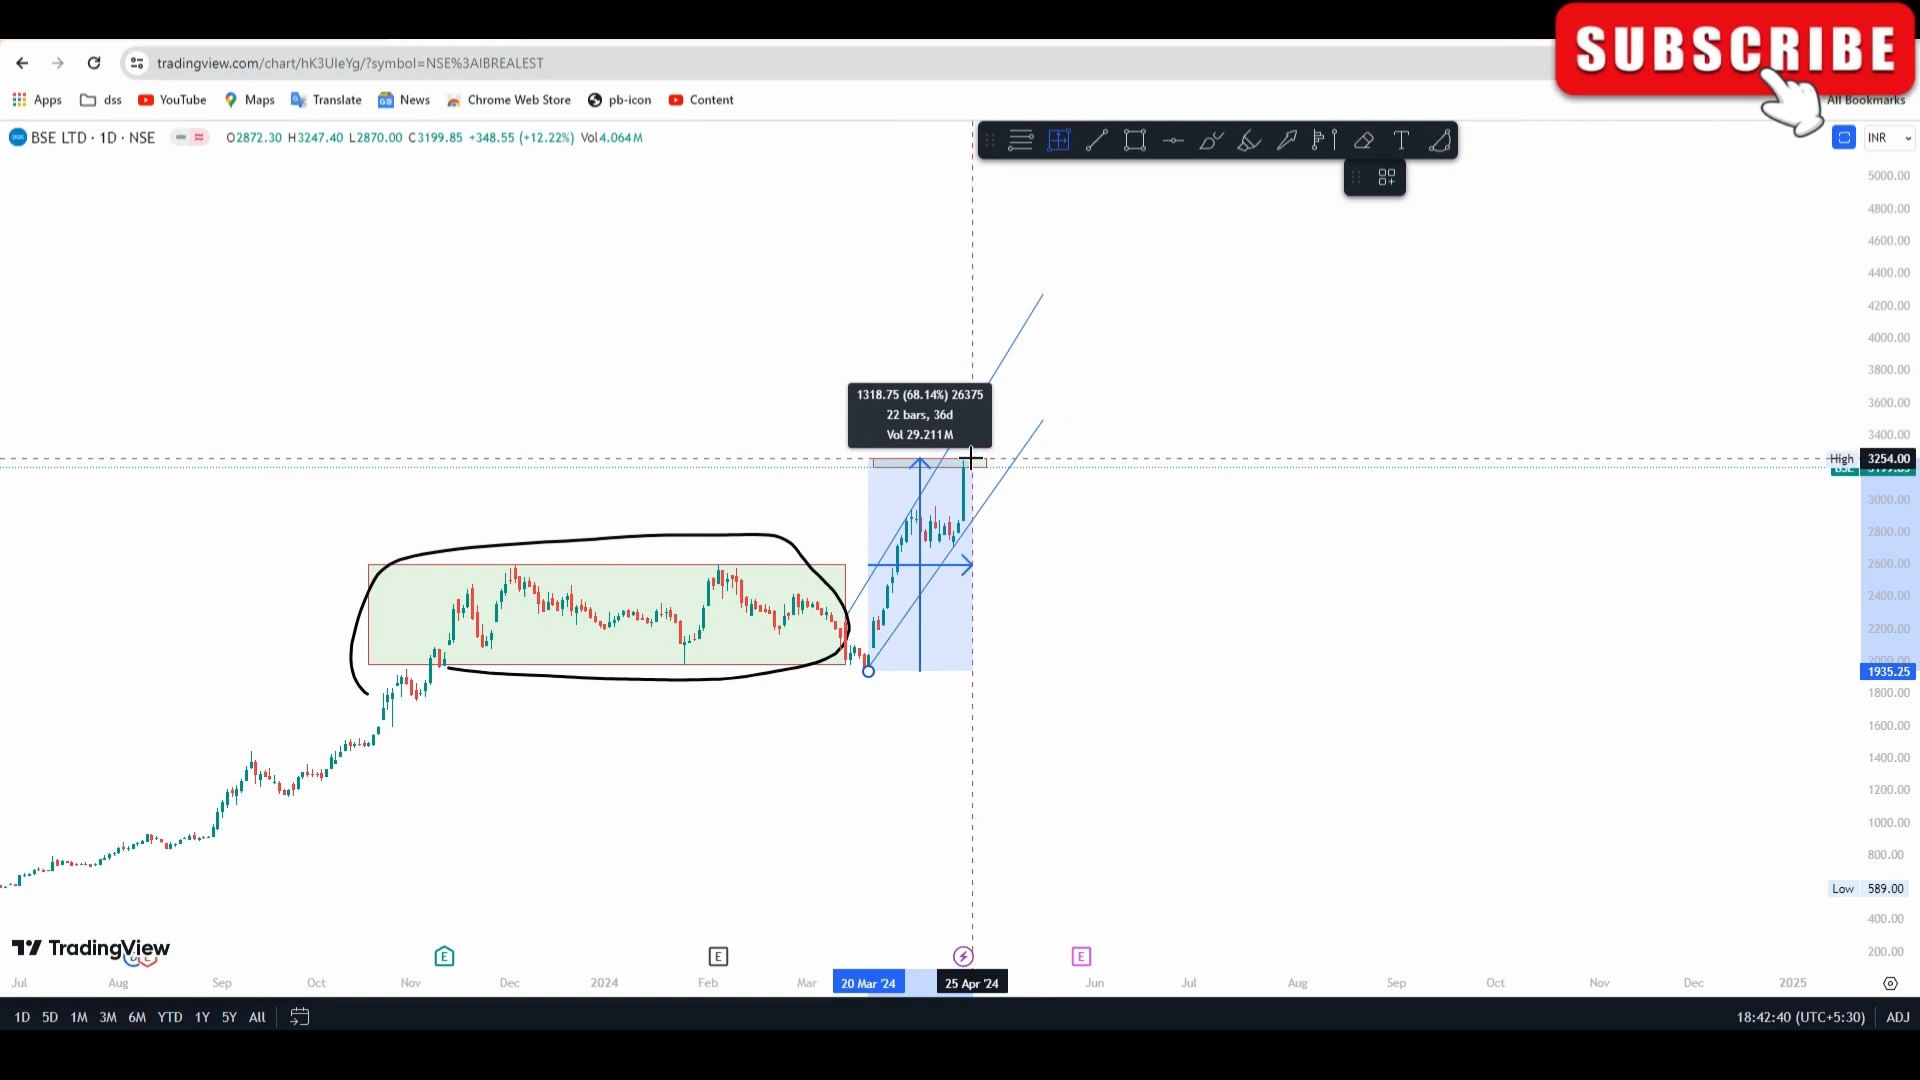 SUBSCRIBE
tradingview.com/chart/hK3UleYg/?symbol=NSE%3AIBREALEST
Apps dss YouTube Maps Translate News Chrome Web Store pb-icon Content All Bookmarks
BSE LTD · 1D · NSE O2872.30 H3247.40 L2870.00 C3199.85 +348.55 (+12.22%) Vol4.064M
INR
5000.00
4800.00
4600.00
4400.00
4200.00
4000.00
3800.00
3600.00
1318.75 (68.14%) 26375
22 bars, 36d
Vol 29.211M
3400.00
High 3254.00
3000.00
2800.00
2600.00
2400.00
2200.00
1935.25
1800.00
1600.00
1400.00
1200.00
1000.00
800.00
Low 589.00
400.00
200.00
TradingView
E E E
Jul Aug Sep Oct Nov Dec 2024 Feb Mar 20 Mar '24 25 Apr '24 Jun Jul Aug Sep Oct Nov Dec 2025
1D 5D 1M 3M 6M YTD 1Y 5Y All 18:42:40 (UTC+5:30) ADJ